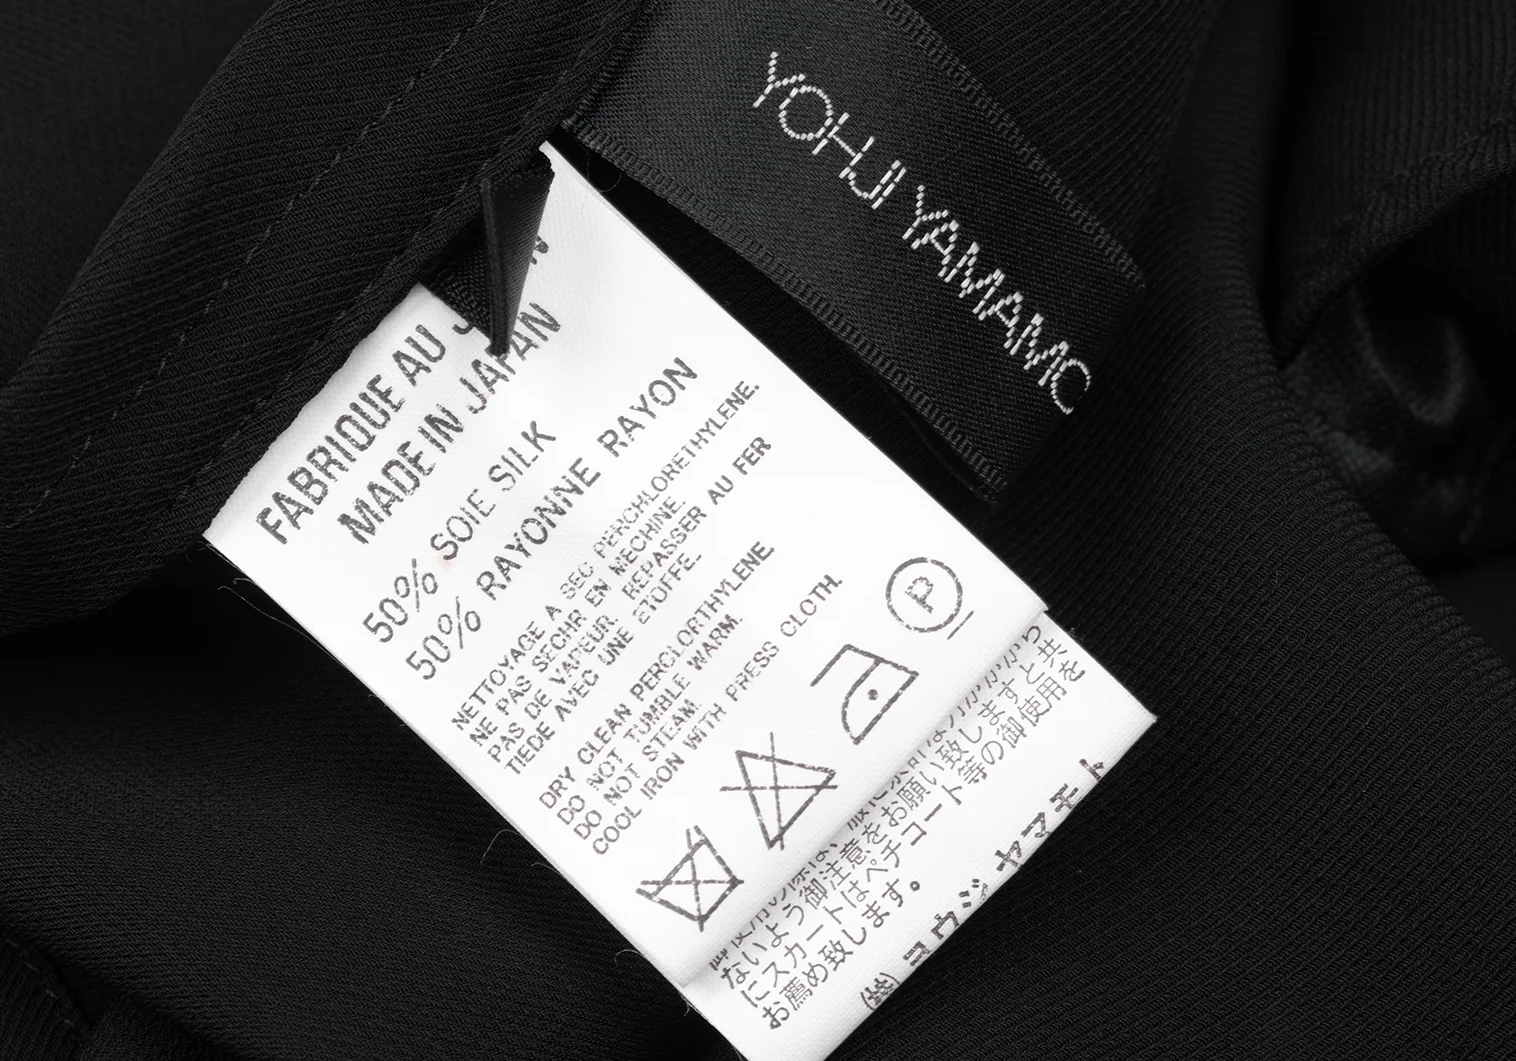 YOHJI YAMAMO
FABRIQUE AU
MADE IN JAPAN
50% SOIE SILK
50% RAYONNE RAYON
NETTOYAGE A SEC PERCHLORETHYLENE.
NE PAS SECHR EN MECHINE.
PAS DE VAPEUR. REPASSER AU FER
TIEDE AVEC UNE ETOFFE.
DRY CLEAN PERCLORTHYLENE.
DO NOT TUMBLE WARM.
DO NOT STEAM.
COOL IRON WITH PRESS CLOTH.
P
ないよう御注意をお願い致しますと共
にスカートはペチコート等の御使用を
お薦め致します。
㈱ ヨウジ ヤマモト